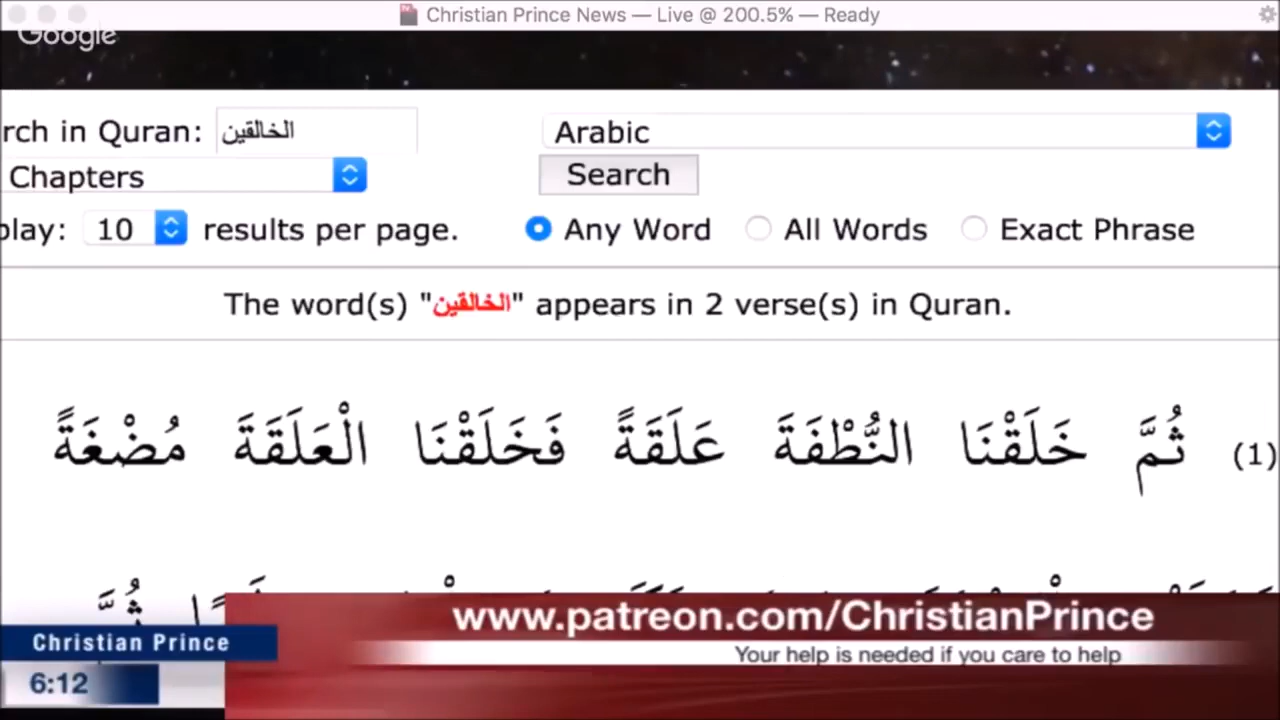 Christian Prince News — Live @ 200.5% — Ready
Google
rch in Quran: الخالقين Arabic
Chapters Search
play: 10 results per page. Any Word All Words Exact Phrase
The word(s) "الخالقين" appears in 2 verse(s) in Quran.
(1) ثُمَّ خَلَقْنَا النُّطْفَةَ عَلَقَةً فَخَلَقْنَا الْعَلَقَةَ مُضْغَةً
www.patreon.com/ChristianPrince
Christian Prince
Your help is needed if you care to help
6:12